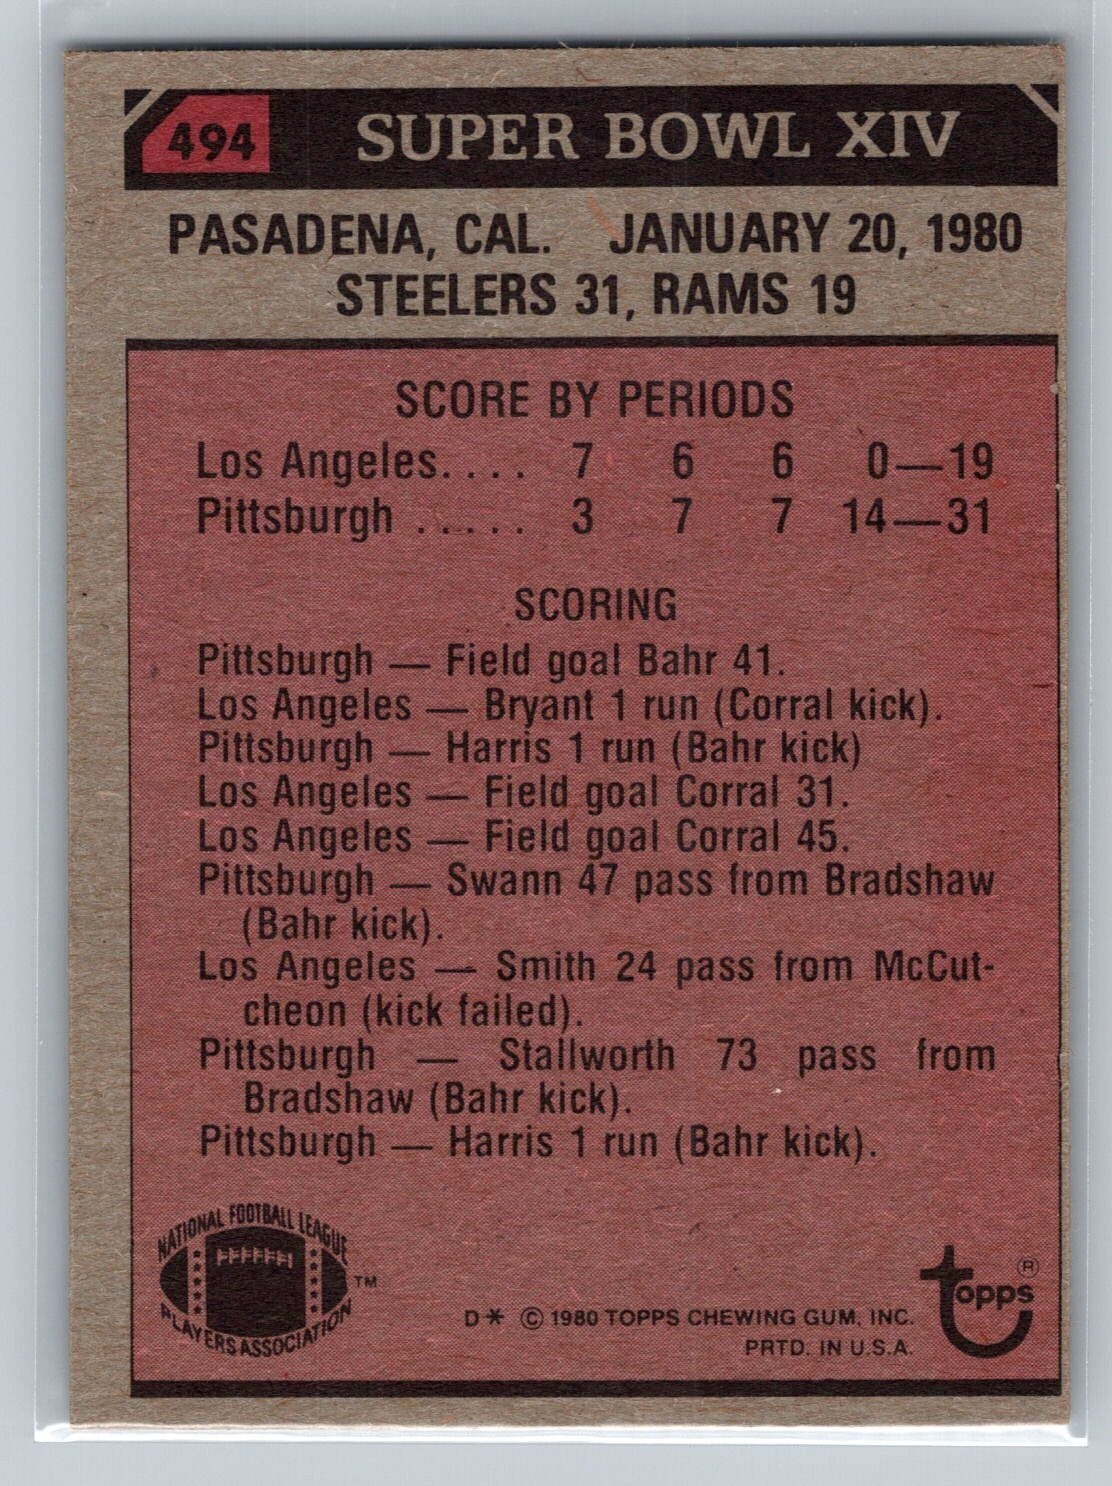 494 SUPER BOWL XIV
PASADENA, CAL. JANUARY 20, 1980
STEELERS 31, RAMS 19
SCORE BY PERIODS
Los Angeles.... 7 6 6 0—19
Pittsburgh ..... 3 7 7 14—31
SCORING
Pittsburgh — Field goal Bahr 41.
Los Angeles — Bryant 1 run (Corral kick).
Pittsburgh — Harris 1 run (Bahr kick)
Los Angeles — Field goal Corral 31.
Los Angeles — Field goal Corral 45.
Pittsburgh — Swann 47 pass from Bradshaw
(Bahr kick).
Los Angeles — Smith 24 pass from McCut-
cheon (kick failed).
Pittsburgh — Stallworth 73 pass from
Bradshaw (Bahr kick).
Pittsburgh — Harris 1 run (Bahr kick).
NATIONAL FOOTBALL LEAGUE
PLAYERS ASSOCIATION
TM
topps ®
D* © 1980 TOPPS CHEWING GUM, INC.
PRTD. IN U.S.A.